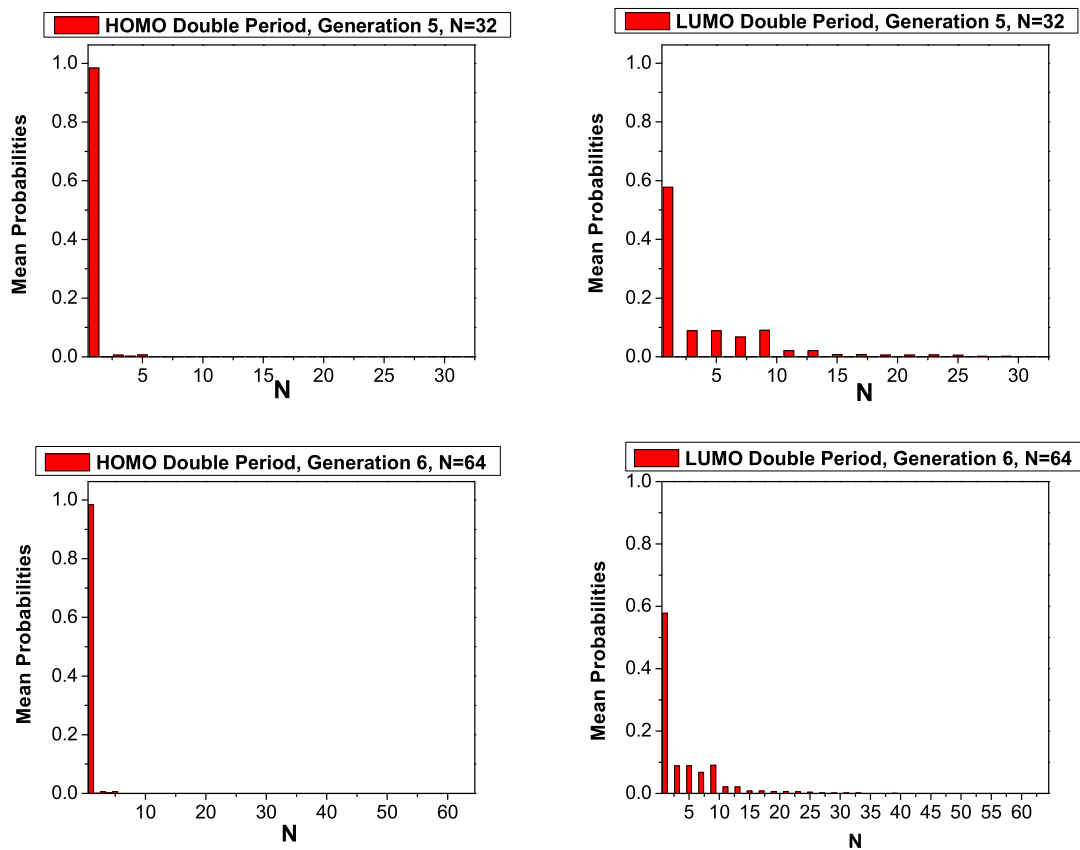 HOMO Double Period, Generation 5, N=32
1.0
0.8
0.6
0.4
0.2
0.0
Mean Probabilities
5 10 15 20 25 30
N
LUMO Double Period, Generation 5, N=32
1.0
0.8
0.6
0.4
0.2
0.0
Mean Probabilities
5 10 15 20 25 30
N
HOMO Double Period, Generation 6, N=64
1.0
0.8
0.6
0.4
0.2
0.0
Mean Probabilities
10 20 30 40 50 60
N
LUMO Double Period, Generation 6, N=64
1.0
0.8
0.6
0.4
0.2
0.0
Mean Probabilities
5 10 15 20 25 30 35 40 45 50 55 60
N